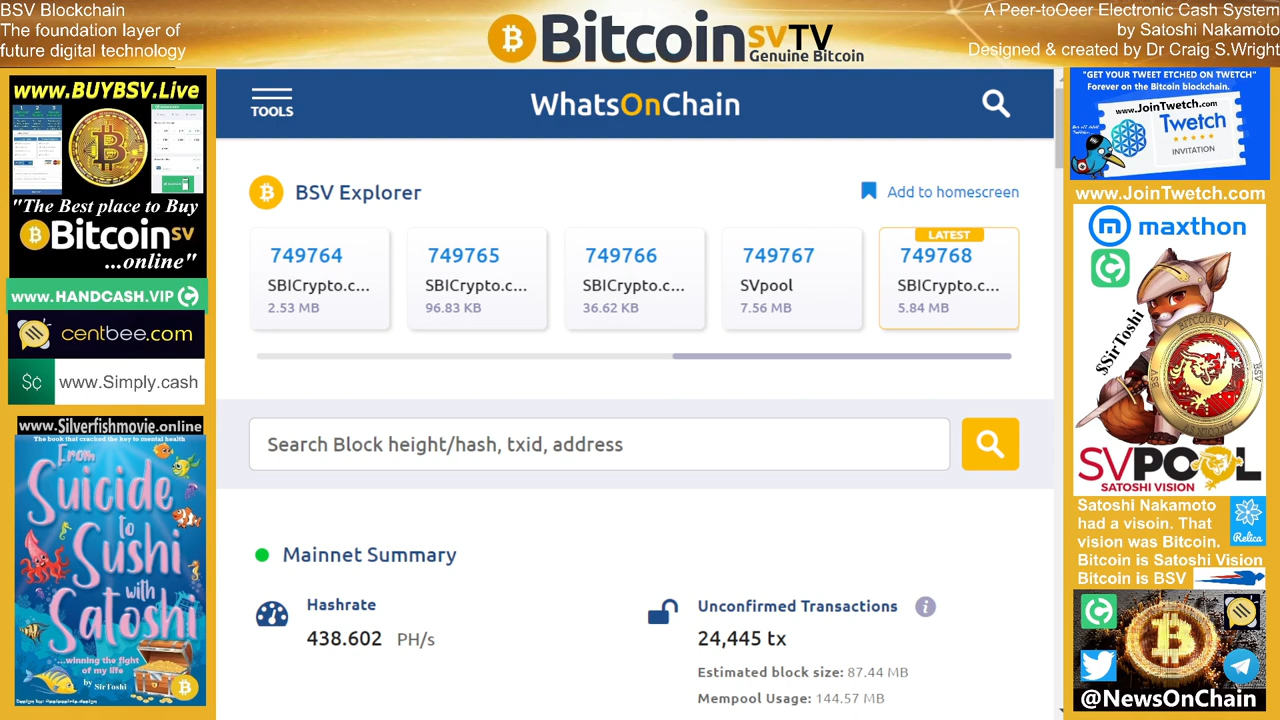 BSV Blockchain
The foundation layer of
future digital technology
BitcoinSVTV
Genuine Bitcoin
A Peer-toOeer Electronic Cash System
by Satoshi Nakamoto
Designed & created by Dr Craig S.Wright
www.BUYBSV.Live
"The Best place to Buy
BitcoinSV
...online"
www.HANDCASH.VIP
centbee.com
$c www.Simply.cash
www.Silverfishmovie.online
The book that cracked the key to mental health
From
Suicide
to
Sushi
with
Satoshi
...winning the fight
of my life
by SirToshi
TOOLS
WhatsOnChain
BSV Explorer
Add to homescreen
749764
SBICrypto.c...
2.53 MB
749765
SBICrypto.c...
96.83 KB
749766
SBICrypto.c...
36.62 KB
749767
SVpool
7.56 MB
LATEST
749768
SBICrypto.c...
5.84 MB
Search Block height/hash, txid, address
Mainnet Summary
Hashrate
438.602 PH/s
Unconfirmed Transactions
24,445 tx
Estimated block size: 87.44 MB
Mempool Usage: 144.57 MB
"GET YOUR TWEET ETCHED ON TWETCH"
Forever on the Bitcoin blockchain.
www.JoinTwetch.com
Twetch
INVITATION
www.JoinTwetch.com
maxthon
$SirToshi
BITCOIN SV
BSV
BSV
SVPOOL
SATOSHI VISION
Satoshi Nakamoto
had a visoin. That
vision was Bitcoin.
Relica
Bitcoin is Satoshi Vision
Bitcoin is BSV
@NewsOnChain